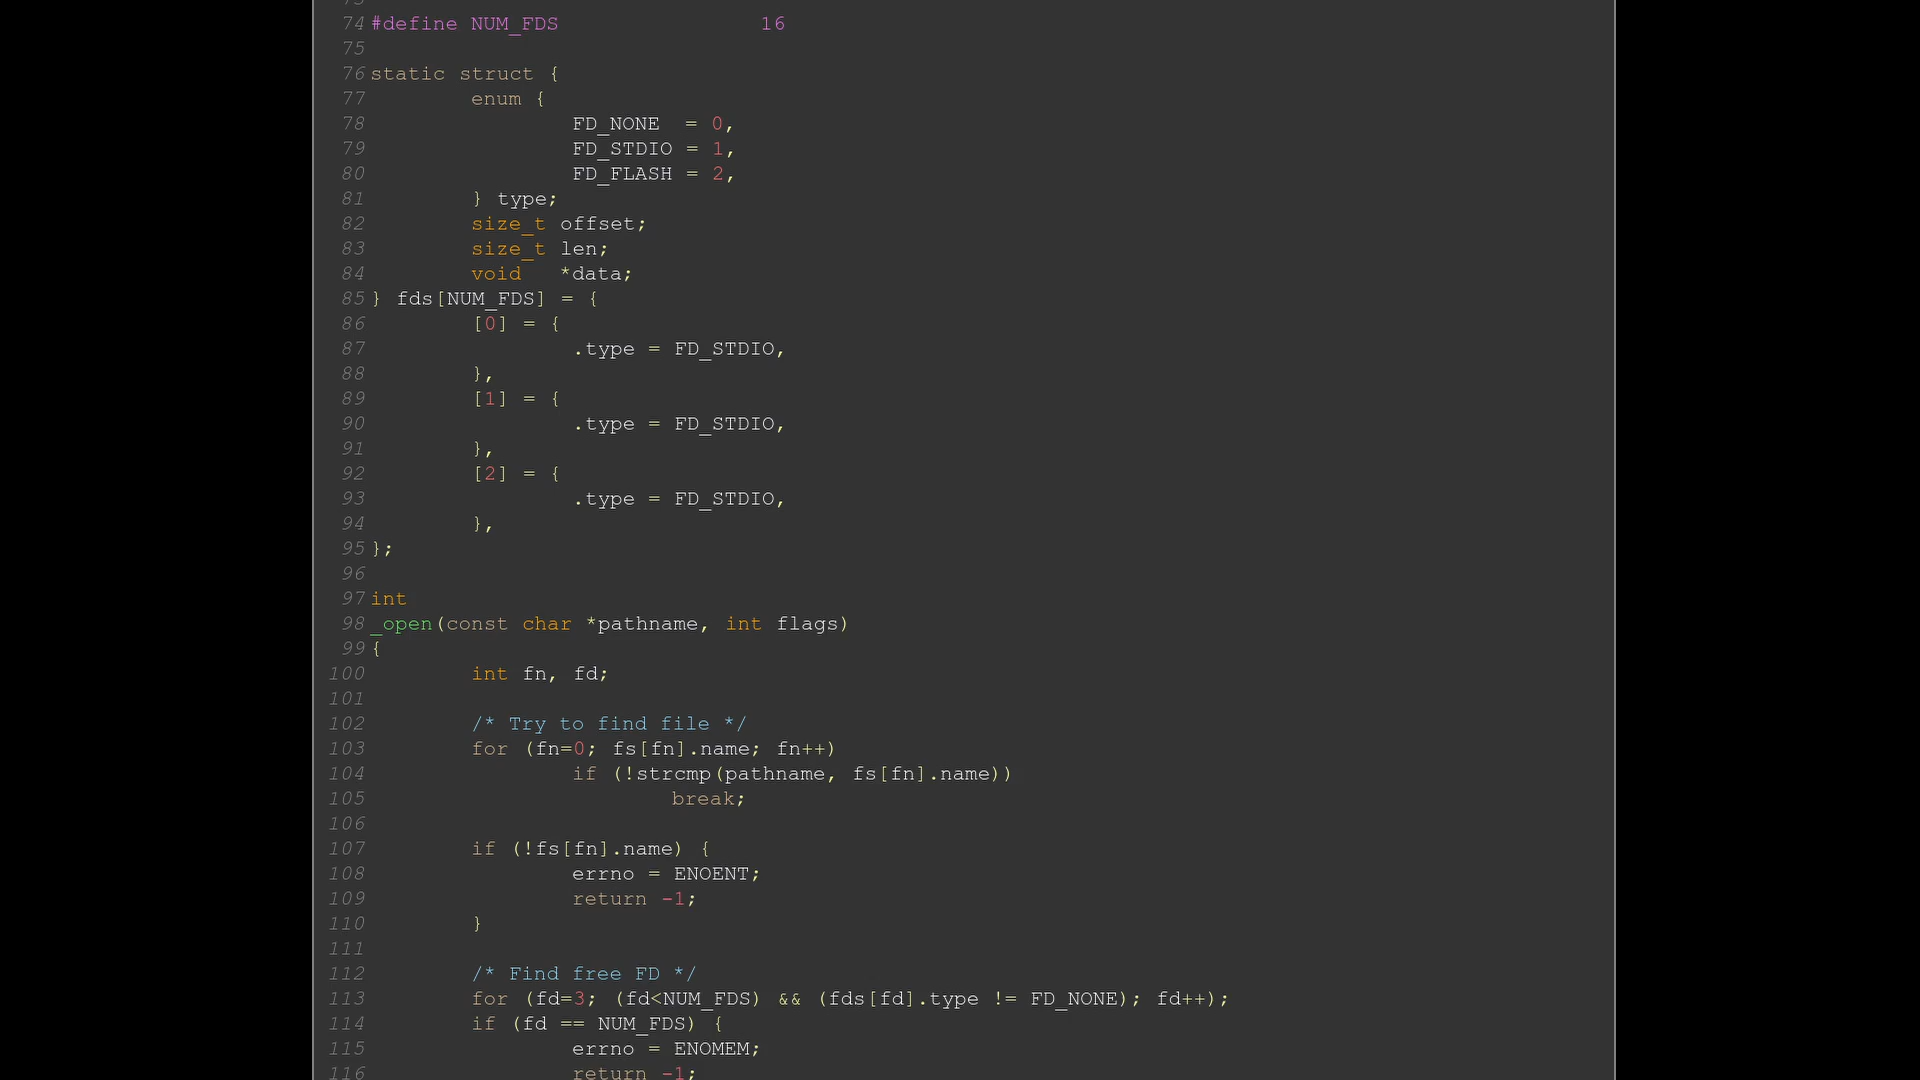 74 #define NUM_FDS 16
75
76 static struct {
77 enum {
78 FD_NONE = 0,
79 FD_STDIO = 1,
80 FD_FLASH = 2,
81 } type;
82 size_t offset;
83 size_t len;
84 void *data;
85 } fds[NUM_FDS] = {
86 [0] = {
87 .type = FD_STDIO,
88 },
89 [1] = {
90 .type = FD_STDIO,
91 },
92 [2] = {
93 .type = FD_STDIO,
94 },
95 };
96
97 int
98 _open(const char *pathname, int flags)
99 {
100 int fn, fd;
101
102 /* Try to find file */
103 for (fn=0; fs[fn].name; fn++)
104 if (!strcmp(pathname, fs[fn].name))
105 break;
106
107 if (!fs[fn].name) {
108 errno = ENOENT;
109 return -1;
110 }
111
112 /* Find free FD */
113 for (fd=3; (fd<NUM_FDS) && (fds[fd].type != FD_NONE); fd++);
114 if (fd == NUM_FDS) {
115 errno = ENOMEM;
116 return -1;